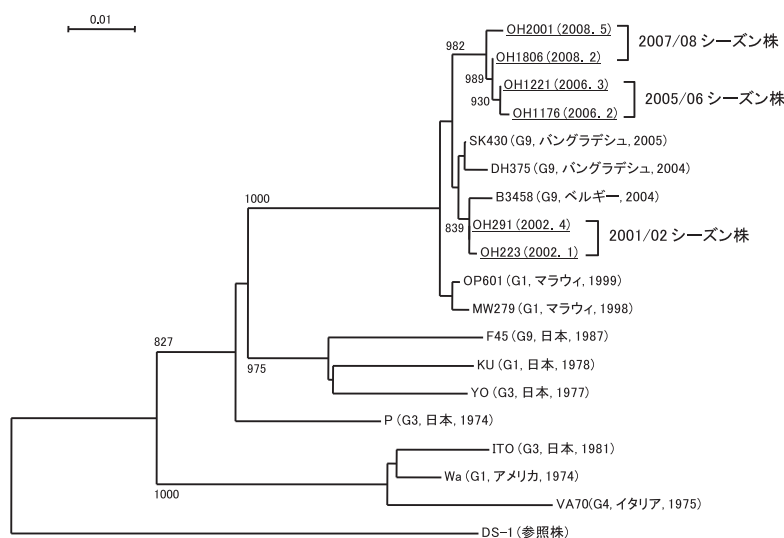 0.01
982
OH2001 (2008. 5)
OH1806 (2008. 2)
2007/08 シーズン株
989
OH1221 (2006. 3)
930
OH1176 (2006. 2)
2005/06 シーズン株
SK430 (G9, バングラデシュ, 2005)
DH375 (G9, バングラデシュ, 2004)
1000
B3458 (G9, ベルギー, 2004)
839
OH291 (2002. 4)
OH223 (2002. 1)
2001/02 シーズン株
OP601 (G1, マラウィ, 1999)
MW279 (G1, マラウィ, 1998)
827
F45 (G9, 日本, 1987)
975
KU (G1, 日本, 1978)
YO (G3, 日本, 1977)
P (G3, 日本, 1974)
ITO (G3, 日本, 1981)
1000
Wa (G1, アメリカ, 1974)
VA70(G4, イタリア, 1975)
DS-1 (参照株)